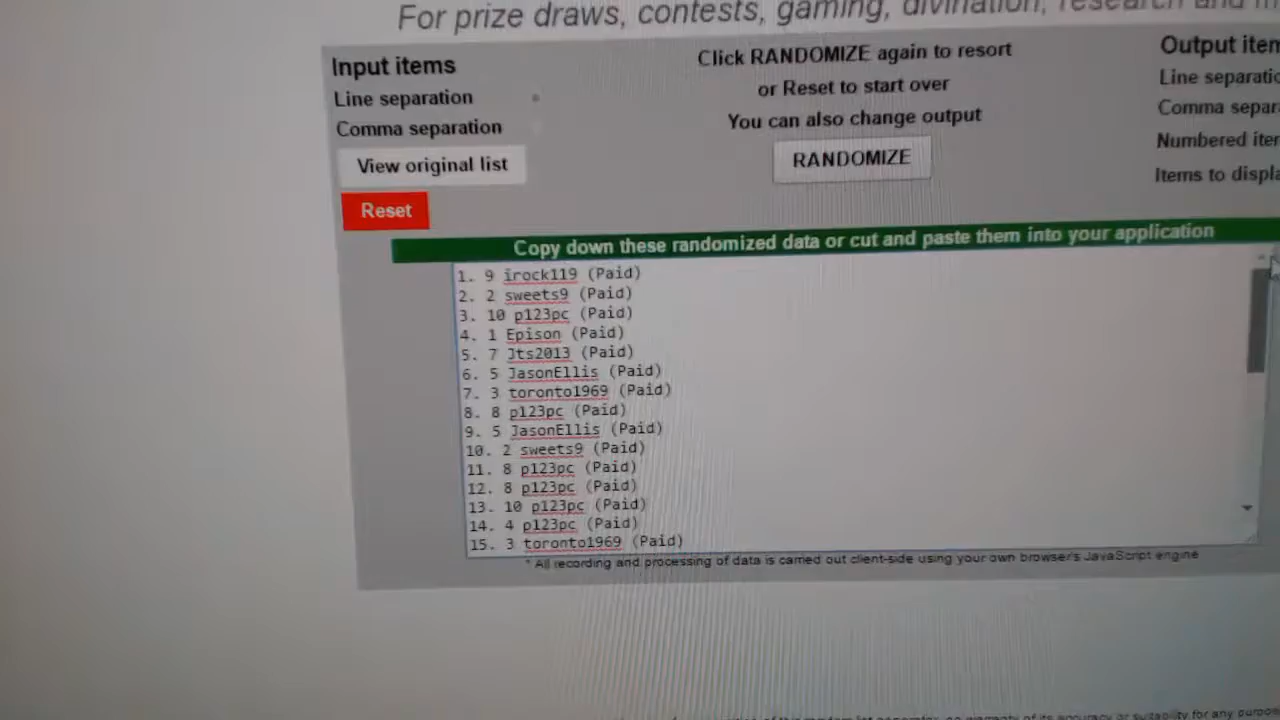 For prize draws, contests, gaming, divination, research and
Input items
Line separation
Comma separation
View original list
Reset
Click RANDOMIZE again to resort
or Reset to start over
You can also change output
RANDOMIZE
Output item
Line separatio
Comma separ
Numbered iter
Items to displa
Copy down these randomized data or cut and paste them into your application
1. 9 irock119 (Paid)
2. 2 sweets9 (Paid)
3. 10 p123pc (Paid)
4. 1 Epison (Paid)
5. 7 Jts2013 (Paid)
6. 5 JasonEllis (Paid)
7. 3 toronto1969 (Paid)
8. 8 p123pc (Paid)
9. 5 JasonEllis (Paid)
10. 2 sweets9 (Paid)
11. 8 p123pc (Paid)
12. 8 p123pc (Paid)
13. 10 p123pc (Paid)
14. 4 p123pc (Paid)
15. 3 toronto1969 (Paid)
* All recording and processing of data is carried out client-side using your own browser's JavaScript engine